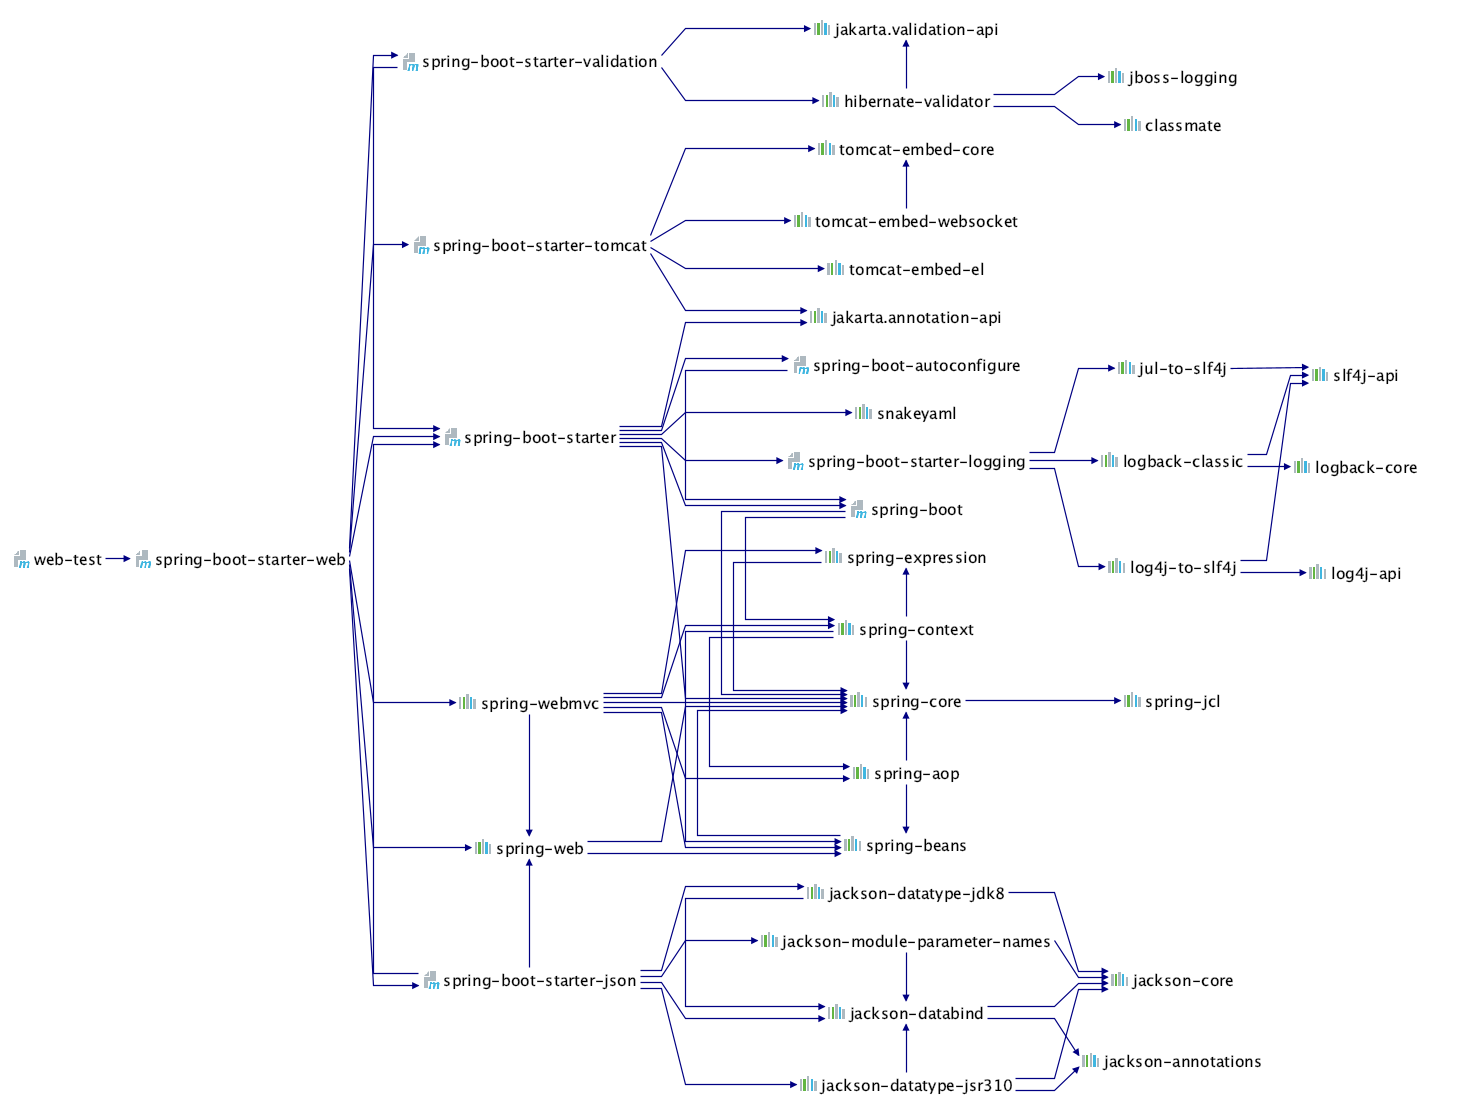 jakarta.validation-api
spring-boot-starter-validation
jboss-logging
hibernate-validator
classmate
tomcat-embed-core
tomcat-embed-websocket
spring-boot-starter-tomcat
tomcat-embed-el
jakarta.annotation-api
spring-boot-autoconfigure
jul-to-slf4j
slf4j-api
snakeyaml
spring-boot-starter
spring-boot-starter-logging
logback-classic
logback-core
spring-boot
web-test
spring-boot-starter-web
spring-expression
log4j-to-slf4j
log4j-api
spring-context
spring-webmvc
spring-core
spring-jcl
spring-aop
spring-web
spring-beans
jackson-datatype-jdk8
jackson-module-parameter-names
spring-boot-starter-json
jackson-core
jackson-databind
jackson-annotations
jackson-datatype-jsr310